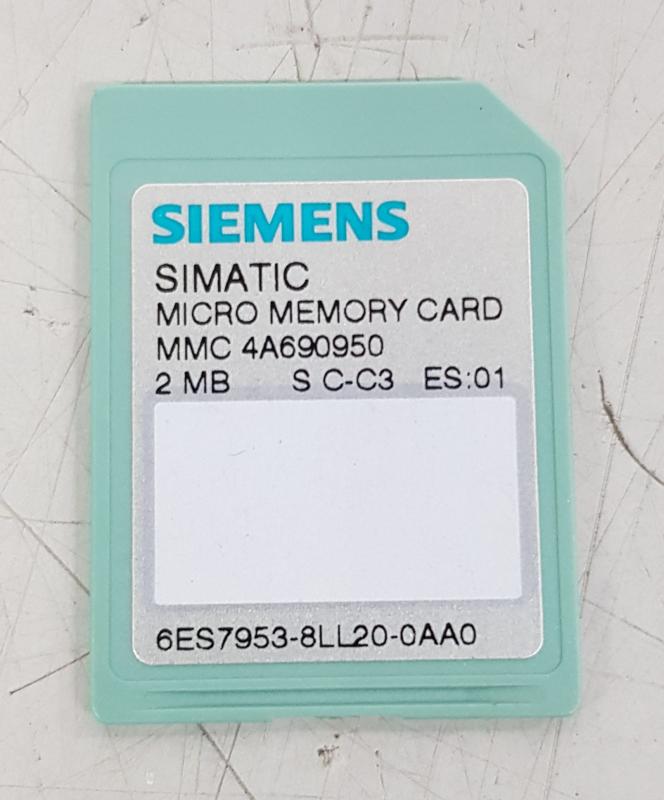 SIEMENS
SIMATIC
MICRO MEMORY CARD
MMC 4A690950
2 MB S C-C3 ES:01
6ES7953-8LL20-0AA0